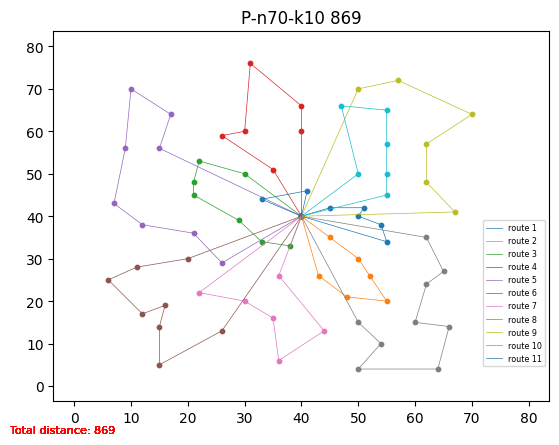 P-n70-k10 869
80
70
60
50
40
30
20
10
0
0 10 20 30 40 50 60 70 80
route 1
route 2
route 3
route 4
route 5
route 6
route 7
route 8
route 9
route 10
route 11
Total distance: 869